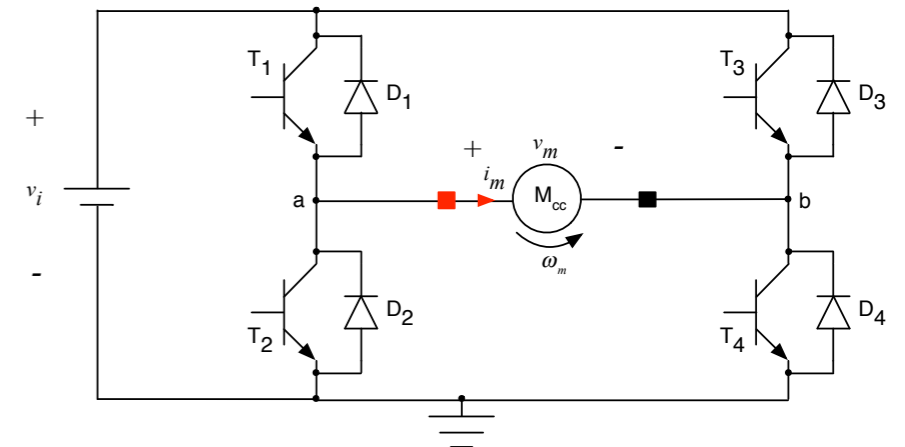 T1
D1
T3
D3
+
+
vm
-
vi
im
a
Mcc
b
ωm
-
T2
D2
T4
D4